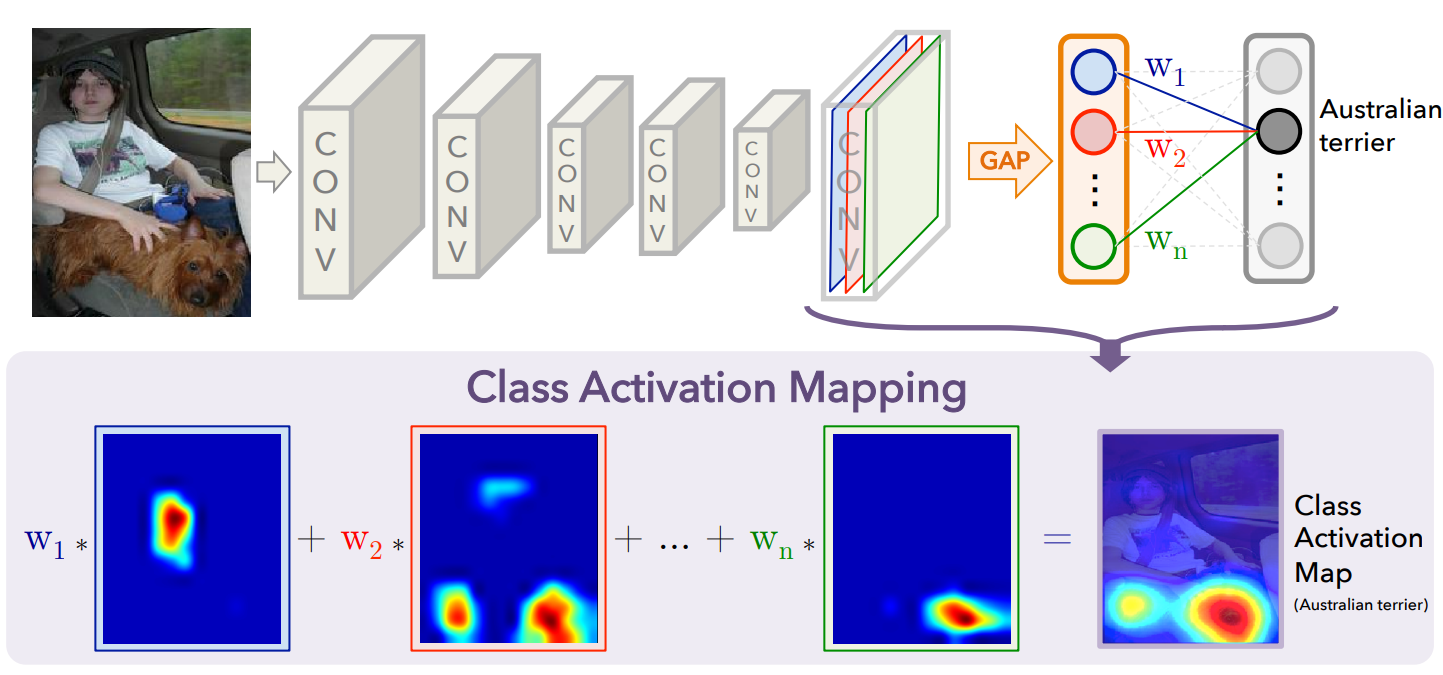 CONV
CONV
CONV
CONV
CONV
CONV
GAP
w1
w2
⋮
wn
⋮
Australian
terrier
Class Activation Mapping
w1 * + w2 * + ... + wn * =
Class
Activation
Map
(Australian terrier)